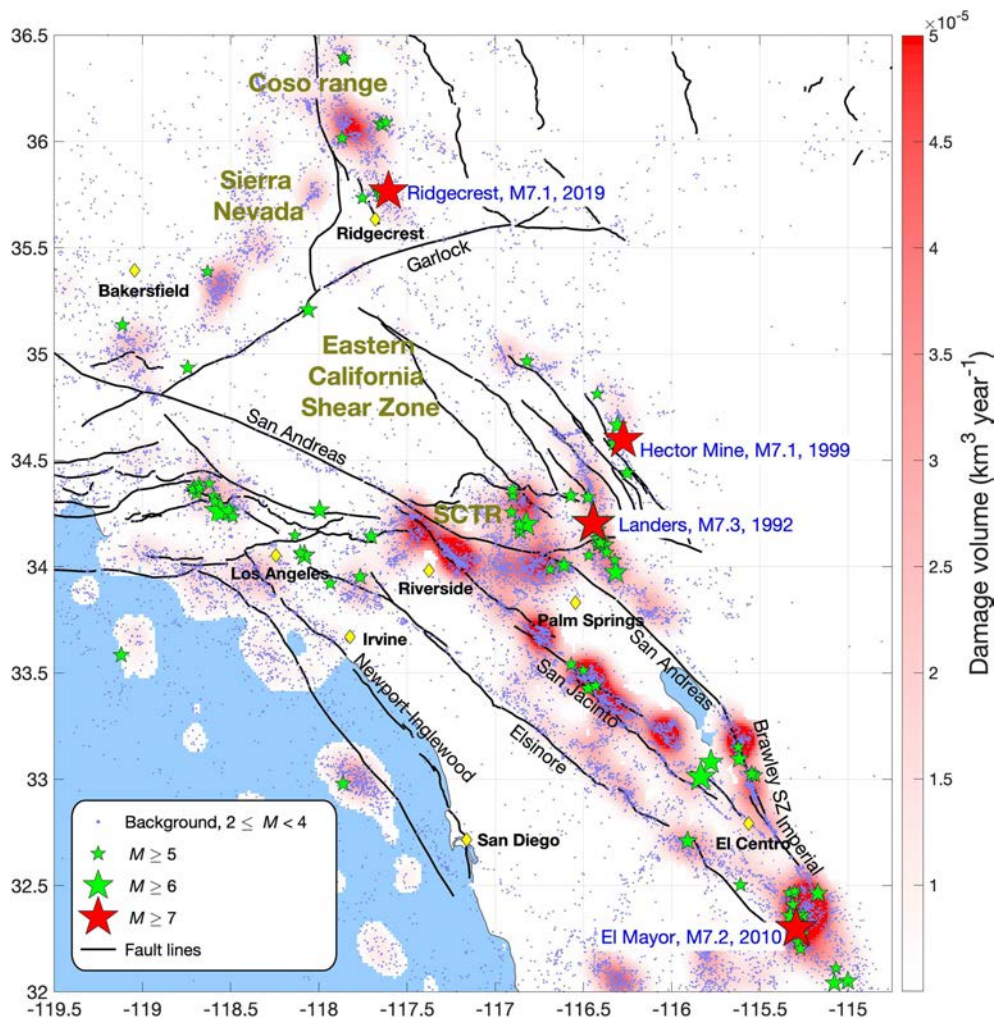 ×10⁻⁵
36.5
36
35.5
35
34.5
34
33.5
33
32.5
32
Coso range
Sierra
Nevada
Ridgecrest, M7.1, 2019
Ridgecrest
Garlock
Bakersfield
Eastern
California
Shear Zone
San Andreas
Hector Mine, M7.1, 1999
SCTR
Landers, M7.3, 1992
Los Angeles
Riverside
Palm Springs
Irvine
San Andreas
San Jacinto
Newport-Inglewood
Elsinore
Brawley SZ
Imperial
San Diego
El Centro
El Mayor, M7.2, 2010
Background, 2 ≤ M < 4
M ≥ 5
M ≥ 6
M ≥ 7
Fault lines
-119.5
-119
-118.5
-118
-117.5
-117
-116.5
-116
-115.5
-115
5
4.5
4
3.5
3
2.5
2
1.5
1
Damage volume (km³ year⁻¹)